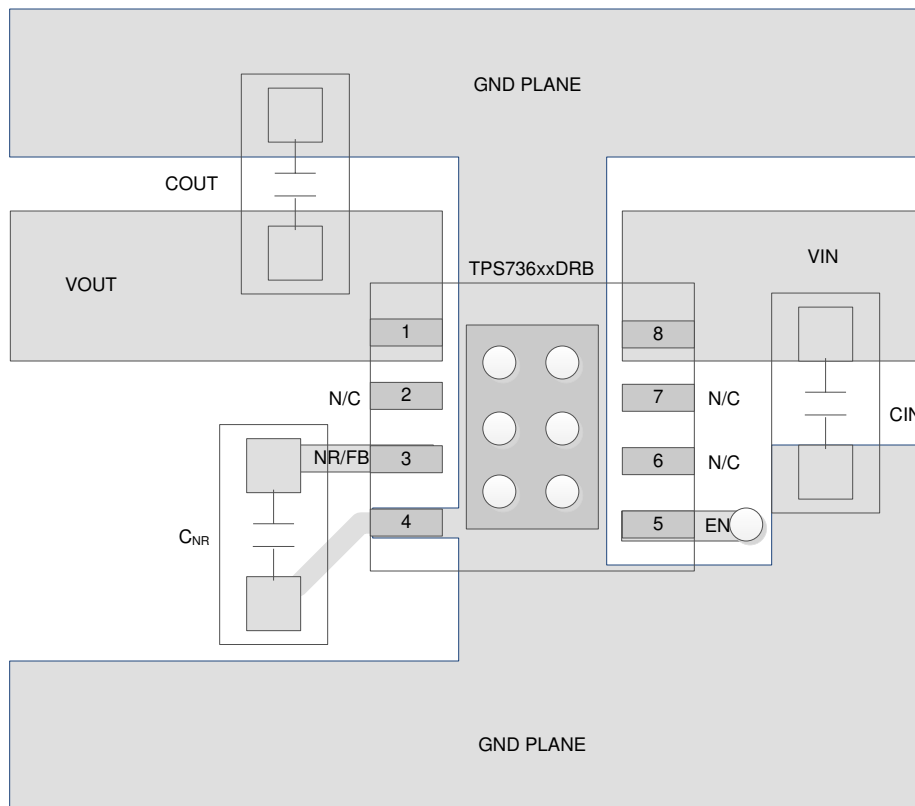 GND PLANE
COUT
TPS736xxDRB
VIN
VOUT
1
8
N/C
2
7
N/C
CIN
NR/FB
3
6
N/C
4
5
EN
CNR
GND PLANE